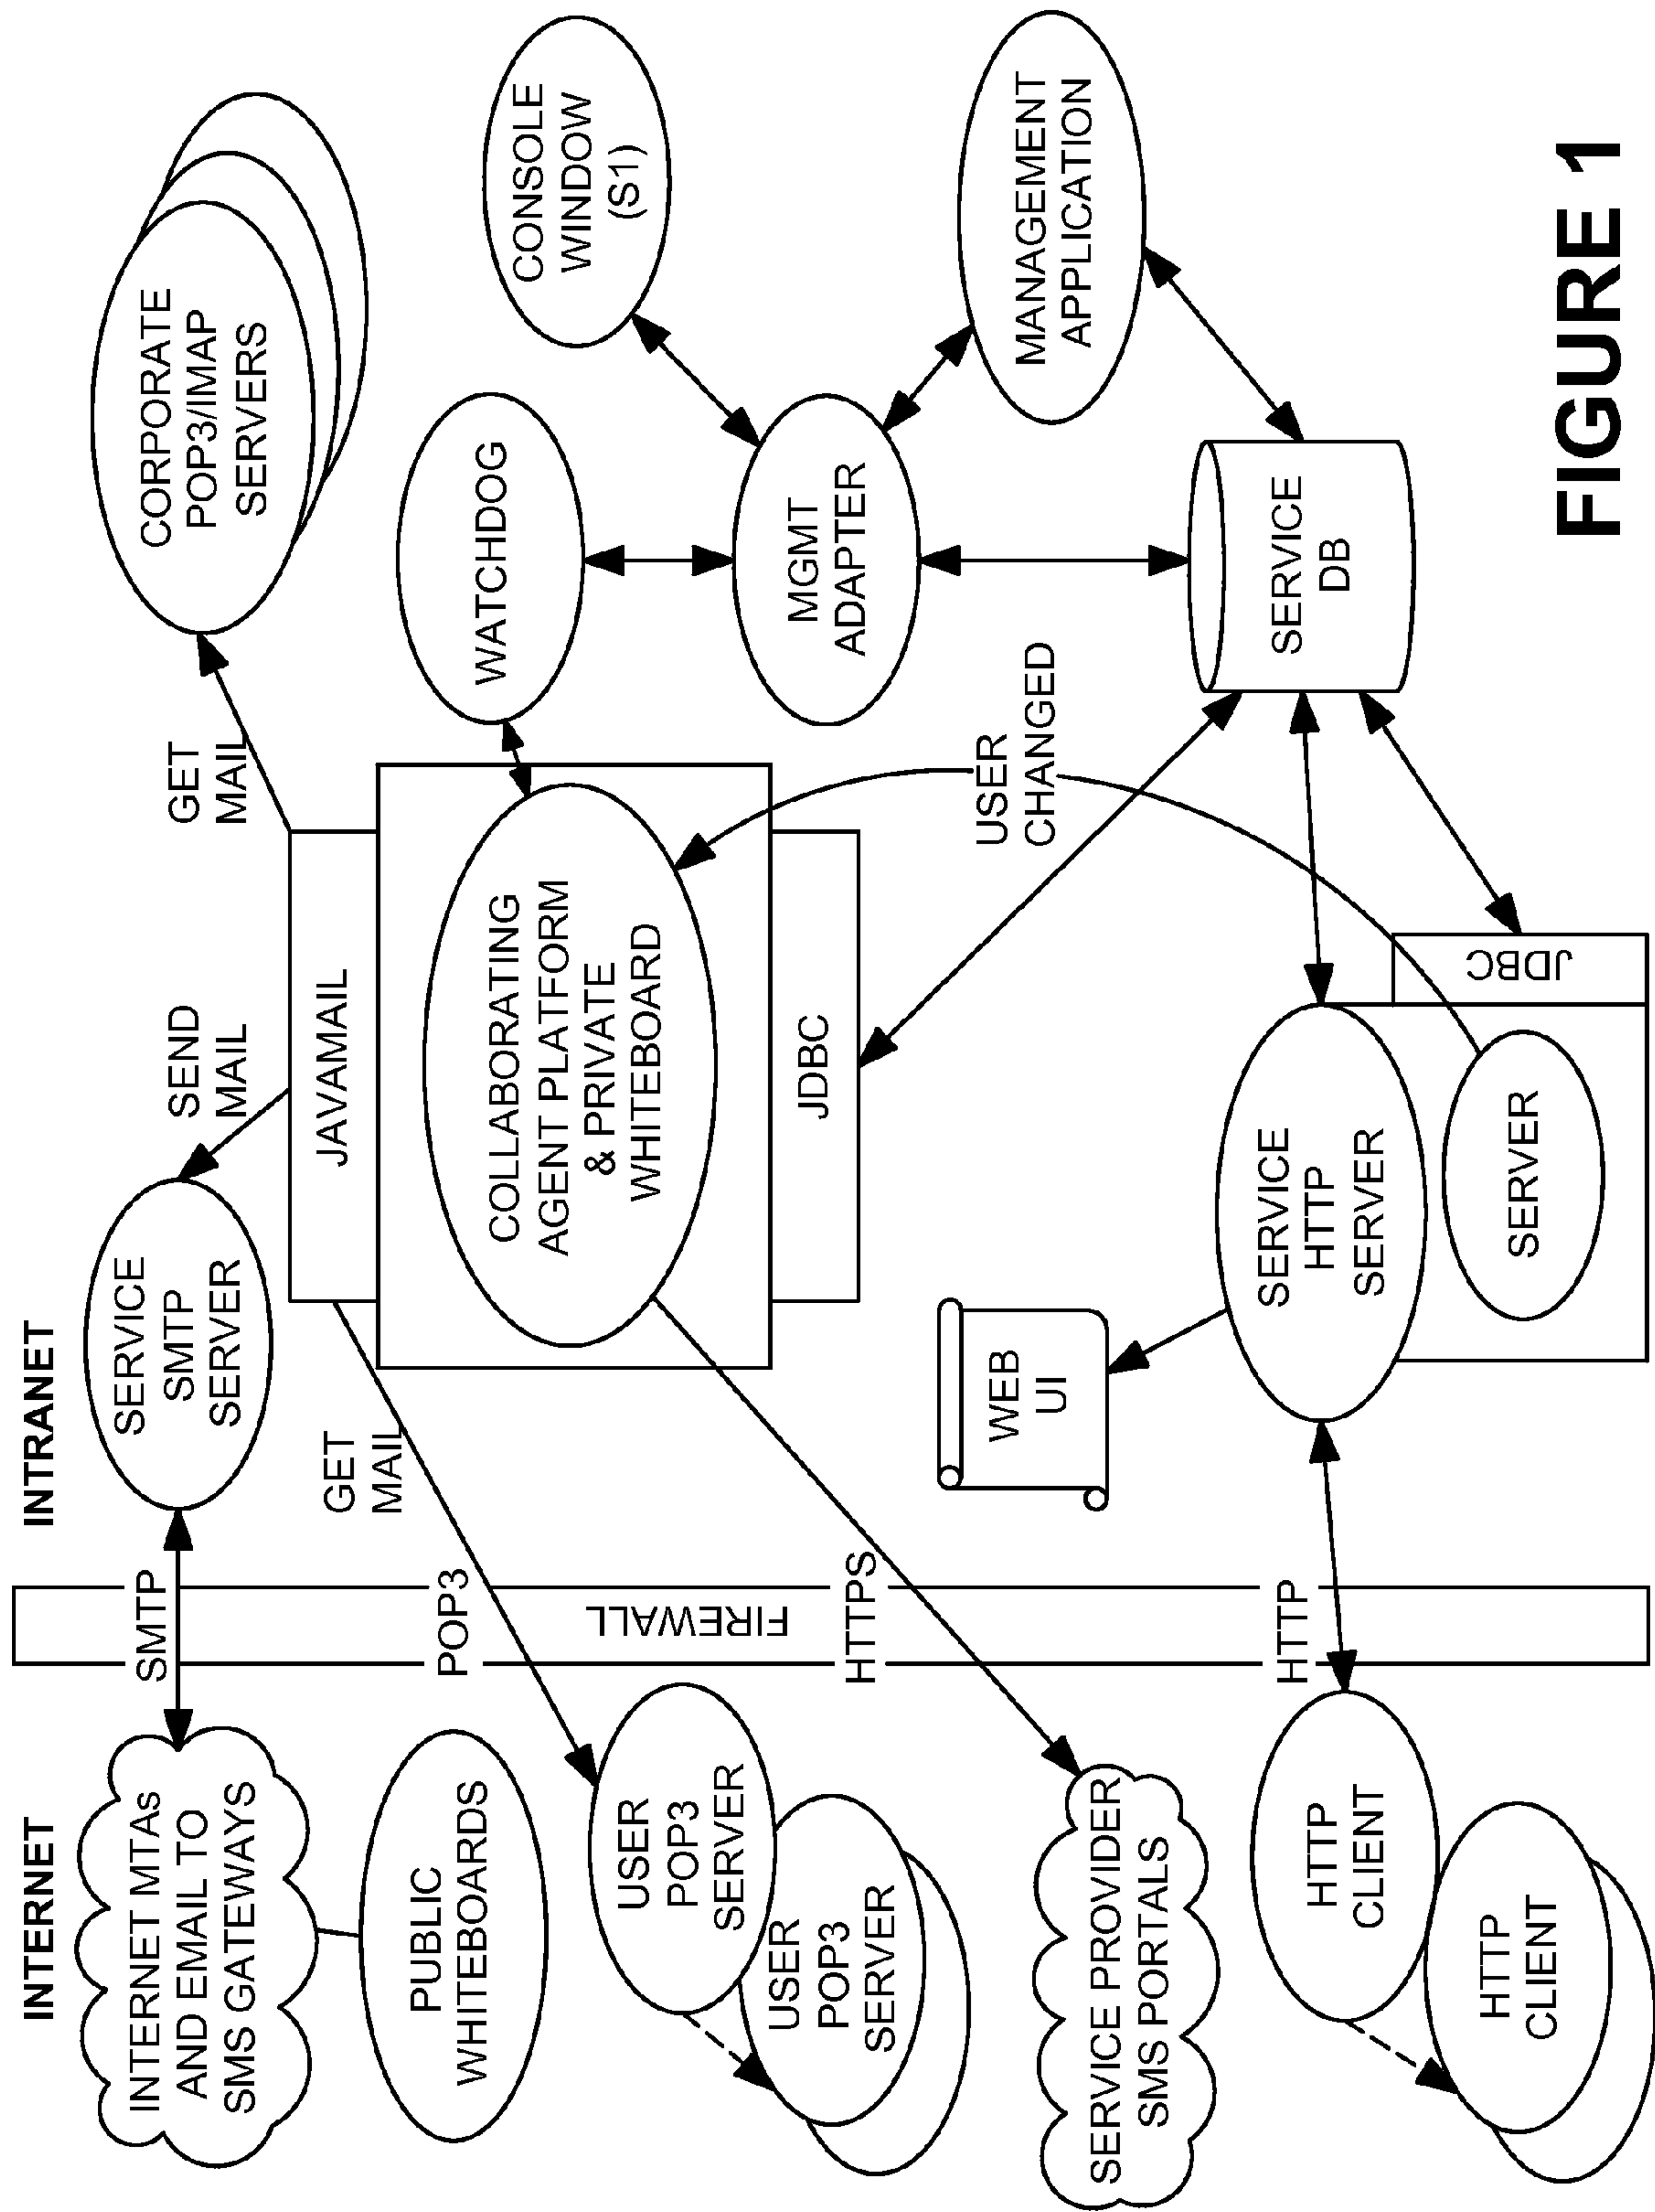 INTERNET
INTRANET
INTERNET MTAs
AND EMAIL TO
SMS GATEWAYS
SMTP
SERVICE
SMTP
SERVER
SEND
MAIL
GET
MAIL
CORPORATE
POP3/IMAP
SERVERS
PUBLIC
WHITEBOARDS
POP3
GET
MAIL
JAVAMAIL
COLLABORATING
AGENT PLATFORM
& PRIVATE
WHITEBOARD
JDBC
WATCHDOG
CONSOLE
WINDOW
(S1)
USER
POP3
SERVER
USER
POP3
SERVER
FIREWALL
HTTPS
MGMT
ADAPTER
MANAGEMENT
APPLICATION
USER
CHANGED
SERVICE PROVIDER
SMS PORTALS
WEB
UI
SERVICE
DB
HTTP
HTTP
CLIENT
HTTP
CLIENT
SERVICE
HTTP
SERVER
JDBC
SERVER
FIGURE 1